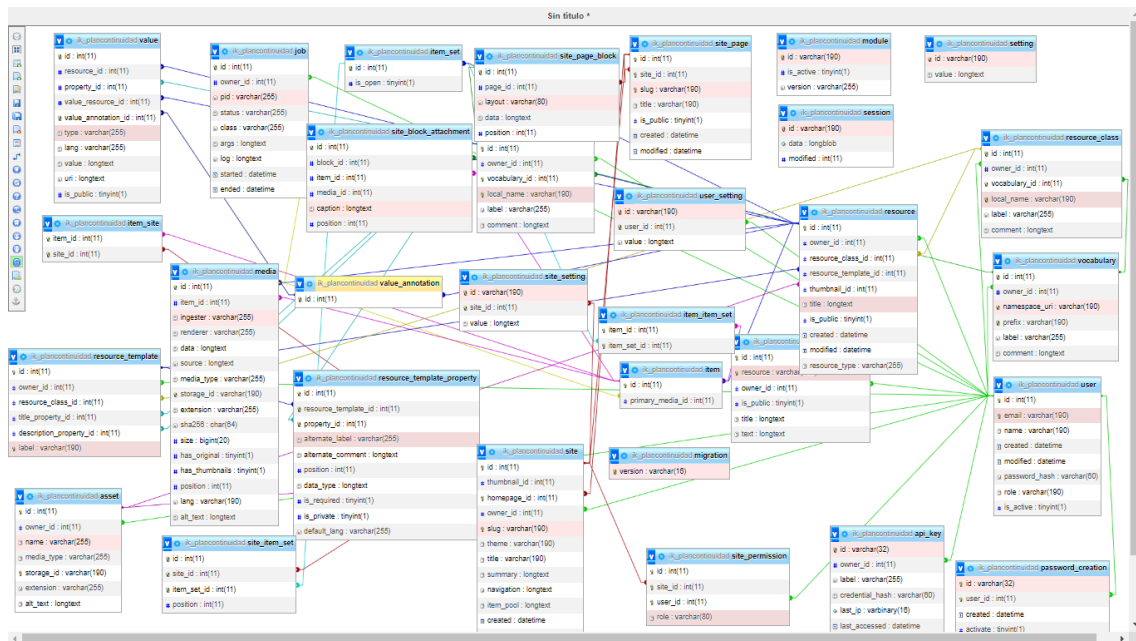 Sin título *
ik_plancontinuidad value
id : int(11)
resource_id : int(11)
property_id : int(11)
value_resource_id : int(11)
value_annotation_id : int(11)
type : varchar(255)
lang : varchar(255)
value : longtext
uri : longtext
is_public : tinyint(1)
ik_plancontinuidad job
id : int(11)
owner_id : int(11)
pid : varchar(255)
status : varchar(255)
class : varchar(255)
args : longtext
log : longtext
started : datetime
ended : datetime
ik_plancontinuidad item_set
id : int(11)
is_open : tinyint(1)
ik_plancontinuidad site_page_block
id : int(11)
page_id : int(11)
layout : varchar(80)
data : longtext
position : int(11)
owner_id : int(11)
vocabulary_id : int(11)
local_name : varchar(190)
label : varchar(255)
comment : longtext
ik_plancontinuidad site_page
id : int(11)
site_id : int(11)
slug : varchar(190)
title : varchar(190)
is_public : tinyint(1)
created : datetime
modified : datetime
ik_plancontinuidad module
id : varchar(190)
is_active : tinyint(1)
version : varchar(255)
ik_plancontinuidad setting
id : varchar(190)
value : longtext
ik_plancontinuidad session
id : varchar(190)
data : longblob
modified : int(11)
ik_plancontinuidad site_block_attachment
id : int(11)
block_id : int(11)
item_id : int(11)
media_id : int(11)
caption : longtext
position : int(11)
ik_plancontinuidad resource_class
id : int(11)
owner_id : int(11)
vocabulary_id : int(11)
local_name : varchar(190)
label : varchar(255)
comment : longtext
ik_plancontinuidad user_setting
id : varchar(190)
user_id : int(11)
value : longtext
ik_plancontinuidad resource
id : int(11)
owner_id : int(11)
resource_class_id : int(11)
resource_template_id : int(11)
thumbnail_id : int(11)
title : longtext
is_public : tinyint(1)
created : datetime
modified : datetime
resource_type : varchar(255)
ik_plancontinuidad item_site
item_id : int(11)
site_id : int(11)
ik_plancontinuidad media
id : int(11)
item_id : int(11)
ingester : varchar(255)
renderer : varchar(255)
data : longtext
source : longtext
media_type : varchar(255)
storage_id : varchar(190)
extension : varchar(255)
sha256 : char(64)
size : bigint(20)
has_original : tinyint(1)
has_thumbnails : tinyint(1)
position : int(11)
lang : varchar(190)
alt_text : longtext
ik_plancontinuidad value_annotation
id : int(11)
ik_plancontinuidad site_setting
id : varchar(190)
site_id : int(11)
value : longtext
ik_plancontinuidad vocabulary
id : int(11)
owner_id : int(11)
namespace_uri : varchar(190)
prefix : varchar(190)
label : varchar(255)
comment : longtext
ik_plancontinuidad item_item_set
item_id : int(11)
item_set_id : int(11)
id : int(11)
resource : varchar(190)
owner_id : int(11)
is_public : tinyint(1)
title : longtext
text : longtext
ik_plancontinuidad item
id : int(11)
primary_media_id : int(11)
ik_plancontinuidad resource_template
id : int(11)
owner_id : int(11)
resource_class_id : int(11)
title_property_id : int(11)
description_property_id : int(11)
label : varchar(190)
ik_plancontinuidad resource_template_property
id : int(11)
resource_template_id : int(11)
property_id : int(11)
alternate_label : varchar(255)
alternate_comment : longtext
position : int(11)
data_type : longtext
is_required : tinyint(1)
is_private : tinyint(1)
default_lang : varchar(255)
ik_plancontinuidad user
id : int(11)
email : varchar(190)
name : varchar(190)
created : datetime
modified : datetime
password_hash : varchar(60)
role : varchar(190)
is_active : tinyint(1)
ik_plancontinuidad site
id : int(11)
thumbnail_id : int(11)
homepage_id : int(11)
owner_id : int(11)
slug : varchar(190)
theme : varchar(190)
title : varchar(190)
summary : longtext
navigation : longtext
item_pool : longtext
created : datetime
ik_plancontinuidad migration
version : varchar(16)
ik_plancontinuidad asset
id : int(11)
owner_id : int(11)
name : varchar(255)
media_type : varchar(255)
storage_id : varchar(190)
extension : varchar(255)
alt_text : longtext
ik_plancontinuidad site_item_set
id : int(11)
site_id : int(11)
item_set_id : int(11)
position : int(11)
ik_plancontinuidad site_permission
id : int(11)
site_id : int(11)
user_id : int(11)
role : varchar(80)
ik_plancontinuidad api_key
id : varchar(32)
owner_id : int(11)
label : varchar(255)
credential_hash : varchar(60)
last_ip : varbinary(16)
last_accessed : datetime
ik_plancontinuidad password_creation
id : varchar(32)
user_id : int(11)
created : datetime
activate : tinyint(1)